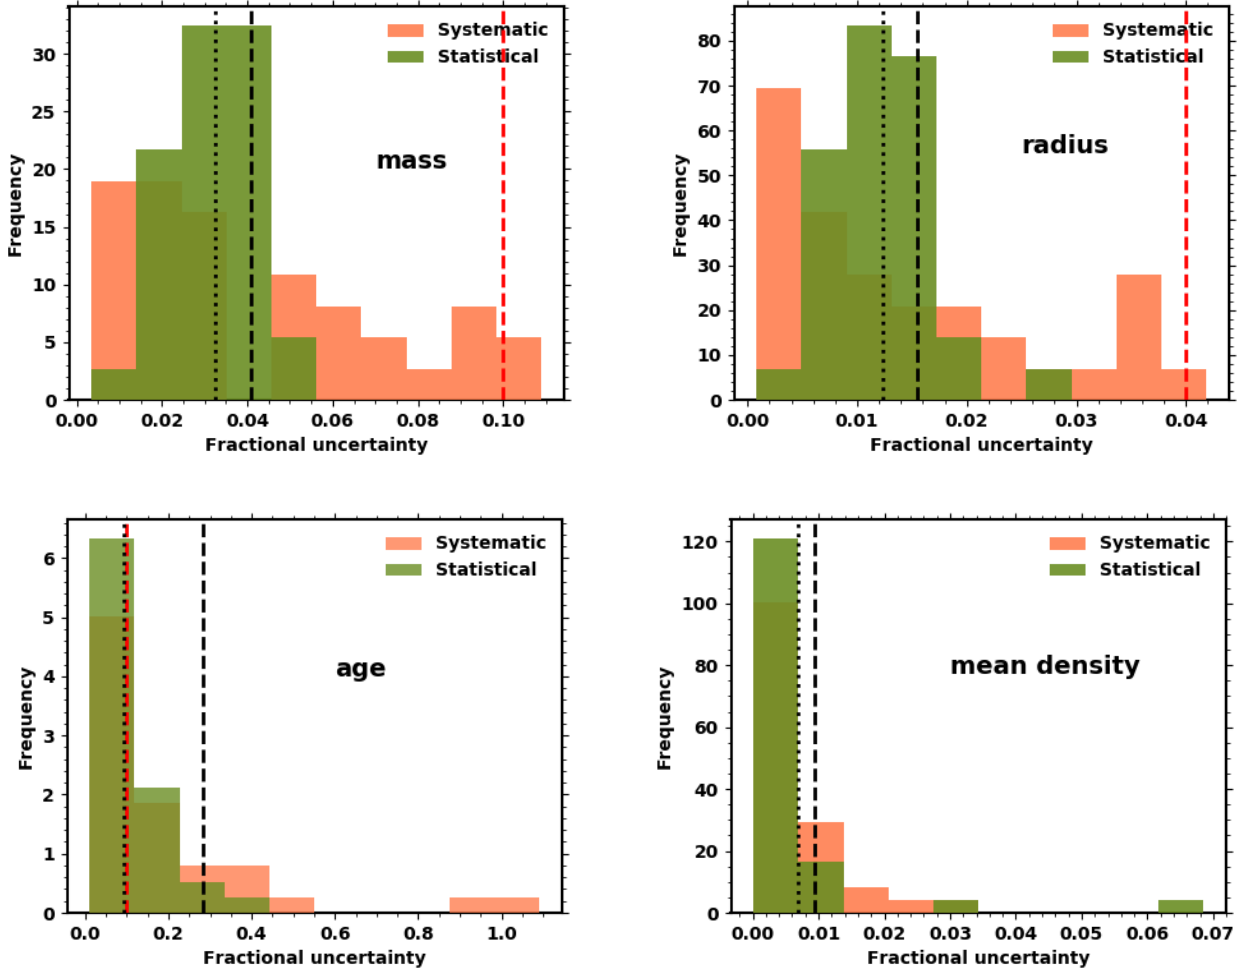 Systematic
Statistical
mass
Frequency
30
25
20
15
10
5
0
0.00 0.02 0.04 0.06 0.08 0.10
Fractional uncertainty
Systematic
Statistical
radius
Frequency
80
70
60
50
40
30
20
10
0
0.00 0.01 0.02 0.03 0.04
Fractional uncertainty
Systematic
Statistical
age
Frequency
6
5
4
3
2
1
0
0.0 0.2 0.4 0.6 0.8 1.0
Fractional uncertainty
Systematic
Statistical
mean density
Frequency
120
100
80
60
40
20
0
0.00 0.01 0.02 0.03 0.04 0.05 0.06 0.07
Fractional uncertainty